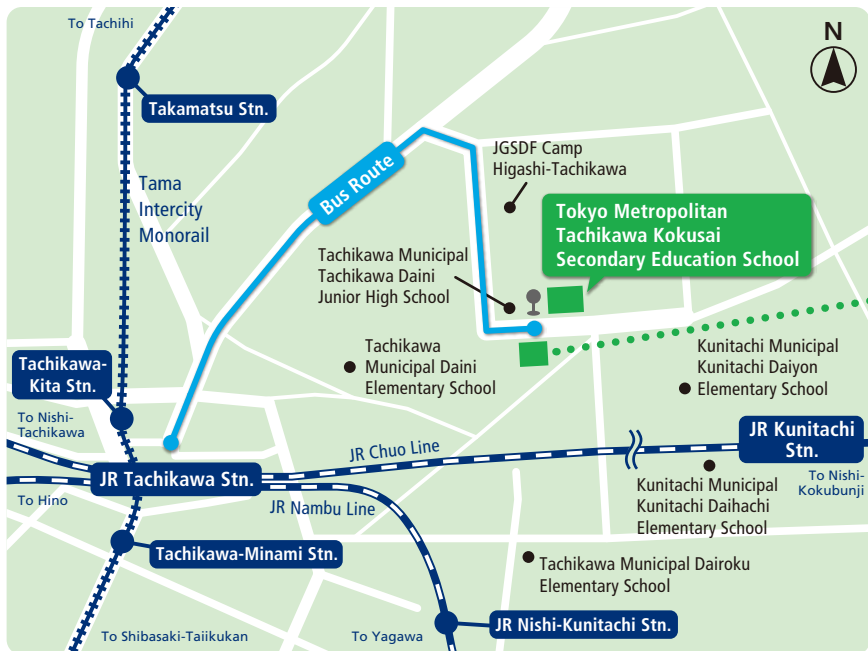 To Tachihi
N
Takamatsu Stn.
JGSDF Camp
Higashi-Tachikawa
Bus Route
Tama
Intercity
Monorail
Tokyo Metropolitan
Tachikawa Kokusai
Secondary Education School
Tachikawa Municipal
Tachikawa Daini
Junior High School
Tachikawa
Municipal Daini
Elementary School
Kunitachi Municipal
Kunitachi Daiyon
Elementary School
Tachikawa-
Kita Stn.
To Nishi-
Tachikawa
JR Chuo Line
JR Kunitachi
Stn.
JR Tachikawa Stn.
To Nishi-
Kokubunji
To Hino
JR Nambu Line
Kunitachi Municipal
Kunitachi Daihachi
Elementary School
Tachikawa-Minami Stn.
Tachikawa Municipal Dairoku
Elementary School
JR Nishi-Kunitachi Stn.
To Shibasaki-Taiikukan
To Yagawa